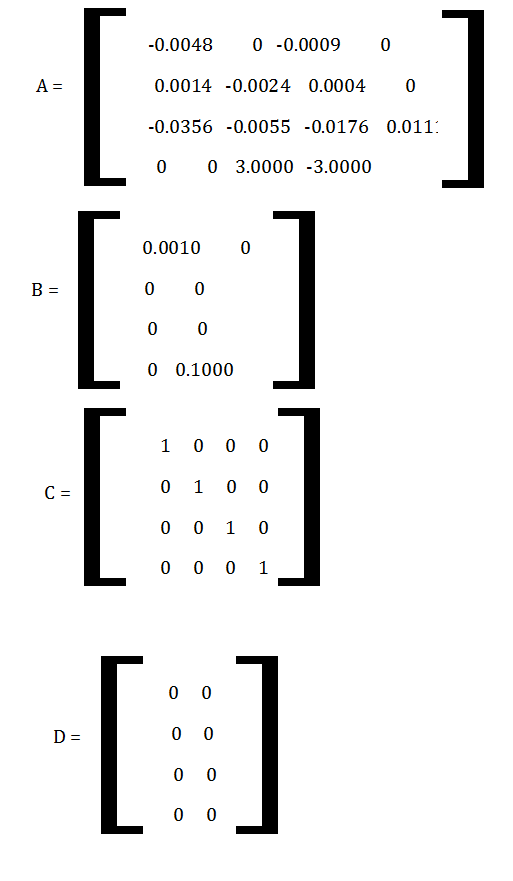 -0.0048 0 -0.0009 0
A = 0.0014 -0.0024 0.0004 0
-0.0356 -0.0055 -0.0176 0.0111
0 0 3.0000 -3.0000
0.0010 0
B = 0 0
0 0
0 0.1000
1 0 0 0
C = 0 1 0 0
0 0 1 0
0 0 0 1
0 0
D = 0 0
0 0
0 0